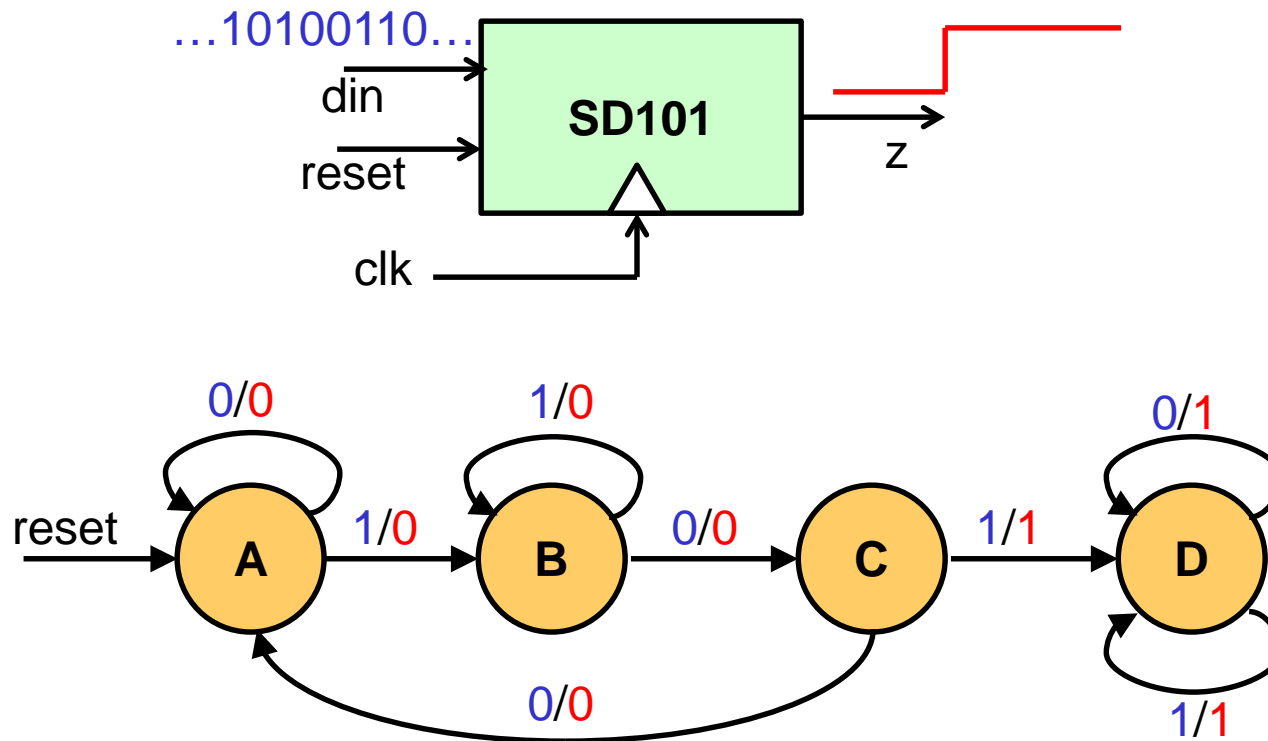 ...10100110...
din
SD101
reset
z
clk
0/0
1/0
0/1
reset
A
1/0
B
0/0
C
1/1
D
0/0
1/1